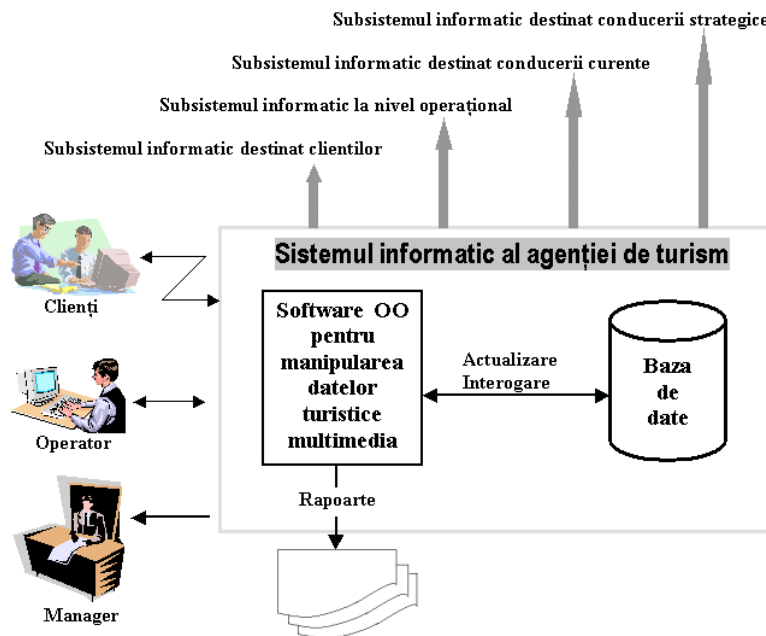 Subsistemul informatic destinat conducerii strategice
Subsistemul informatic destinat conducerii curente
Subsistemul informatic la nivel operațional
Subsistemul informatic destinat clientilor
Sistemul informatic al agenției de turism
Clienți
Software OO
pentru
manipularea
datelor
turistice
multimedia
Actualizare
Interogare
Baza
de
date
Operator
Rapoarte
Manager